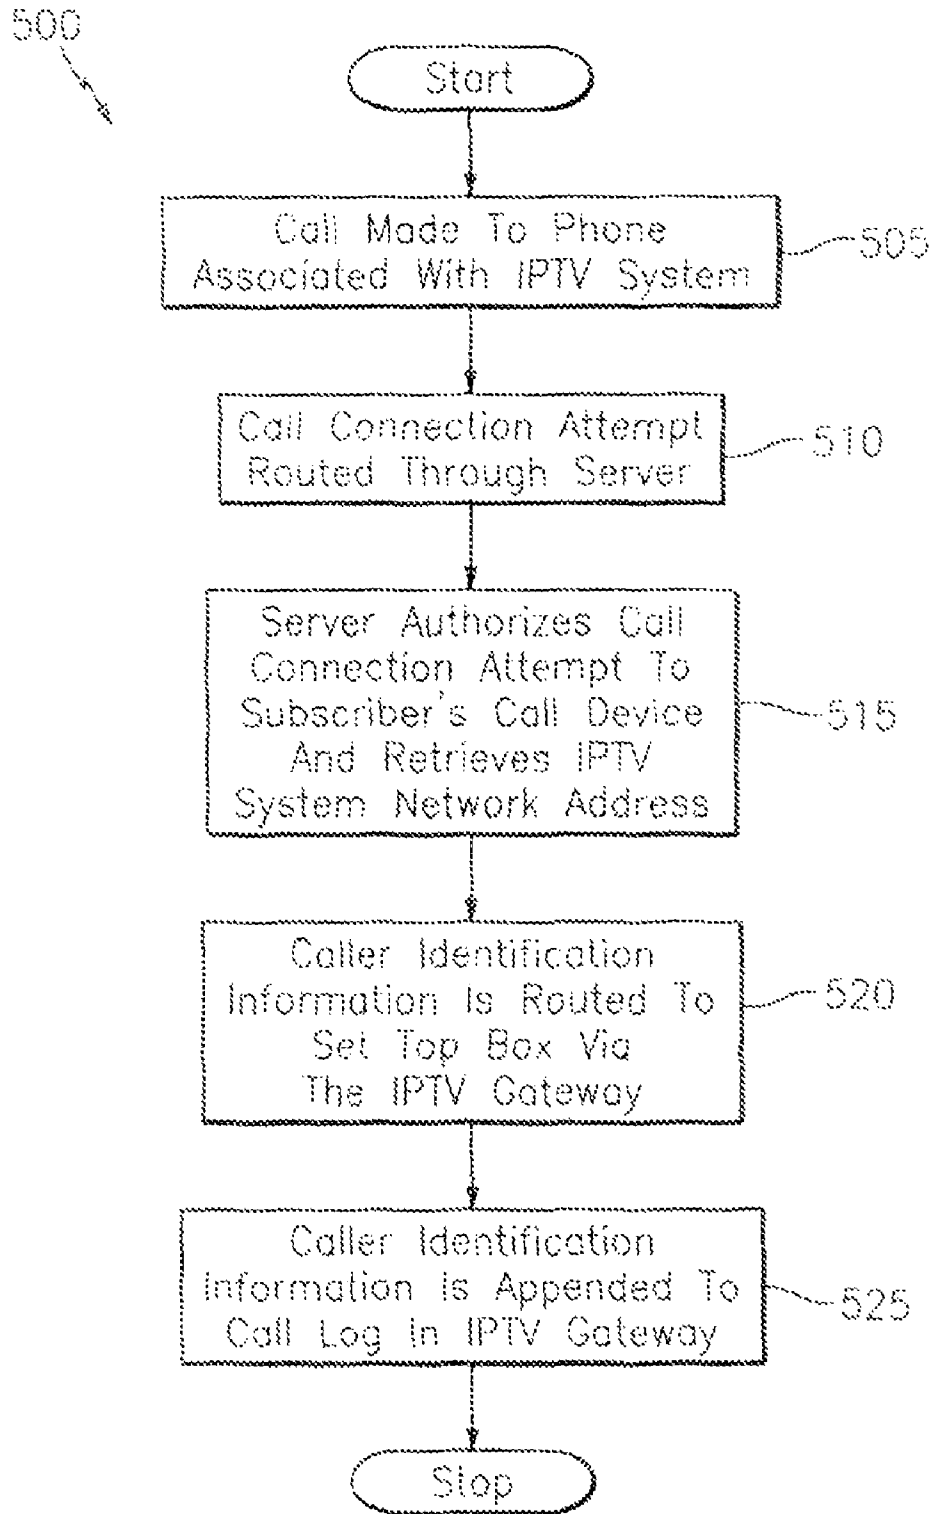 500
Start
Call Made To Phone
Associated With IPTV System
505
Call Connection Attempt
Routed Through Server
510
Server Authorizes Call
Connection Attempt To
Subscriber's Call Device
And Retrieves IPTV
System Network Address
515
Caller Identification
Information Is Routed To
Set Top Box Via
The IPTV Gateway
520
Caller Identification
Information Is Appended To
Call Log In IPTV Gateway
525
Stop